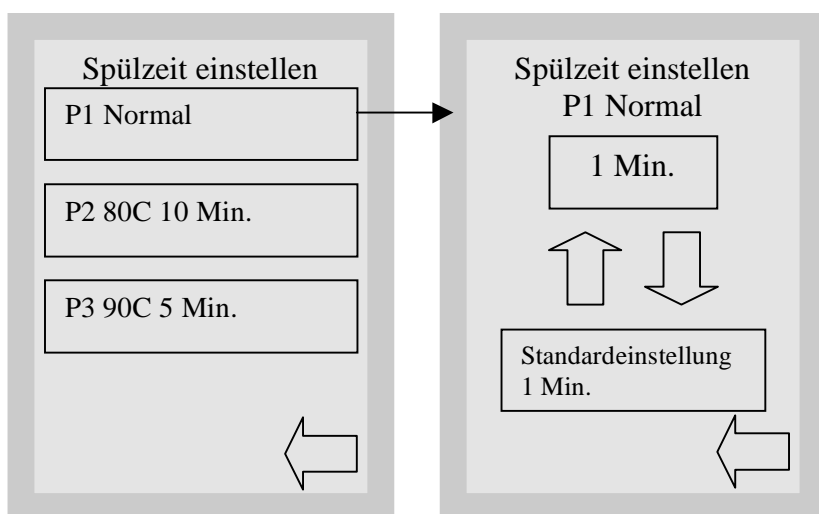 Spülzeit einstellen
P1 Normal
P2 80C 10 Min.
P3 90C 5 Min.
Spülzeit einstellen
P1 Normal
1 Min.
Standardeinstellung
1 Min.